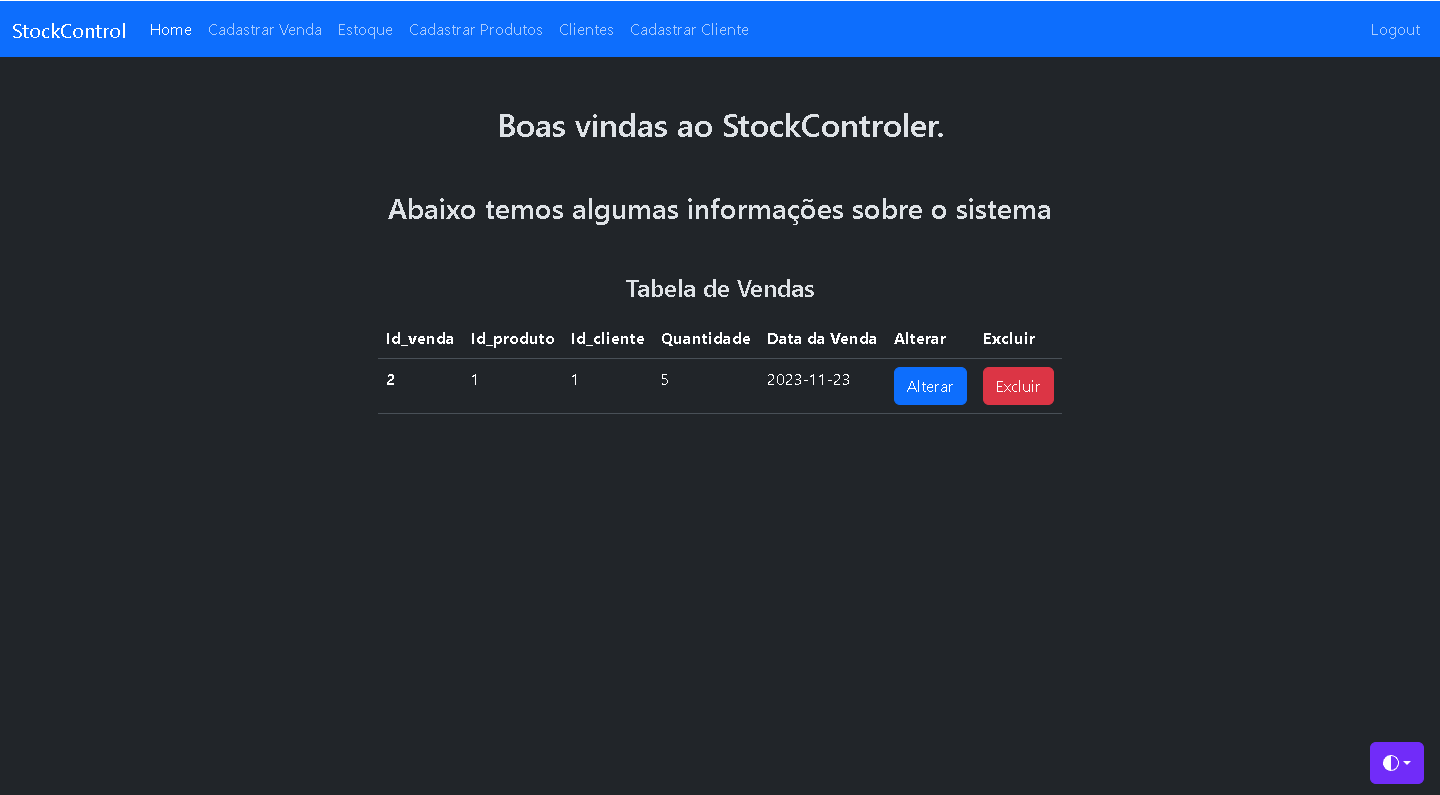 StockControl Home Cadastrar Venda Estoque Cadastrar Produtos Clientes Cadastrar Cliente Logout
Boas vindas ao StockControler.
Abaixo temos algumas informações sobre o sistema
Tabela de Vendas
Id_venda Id_produto Id_cliente Quantidade Data da Venda Alterar Excluir
2 1 1 5 2023-11-23 Alterar Excluir